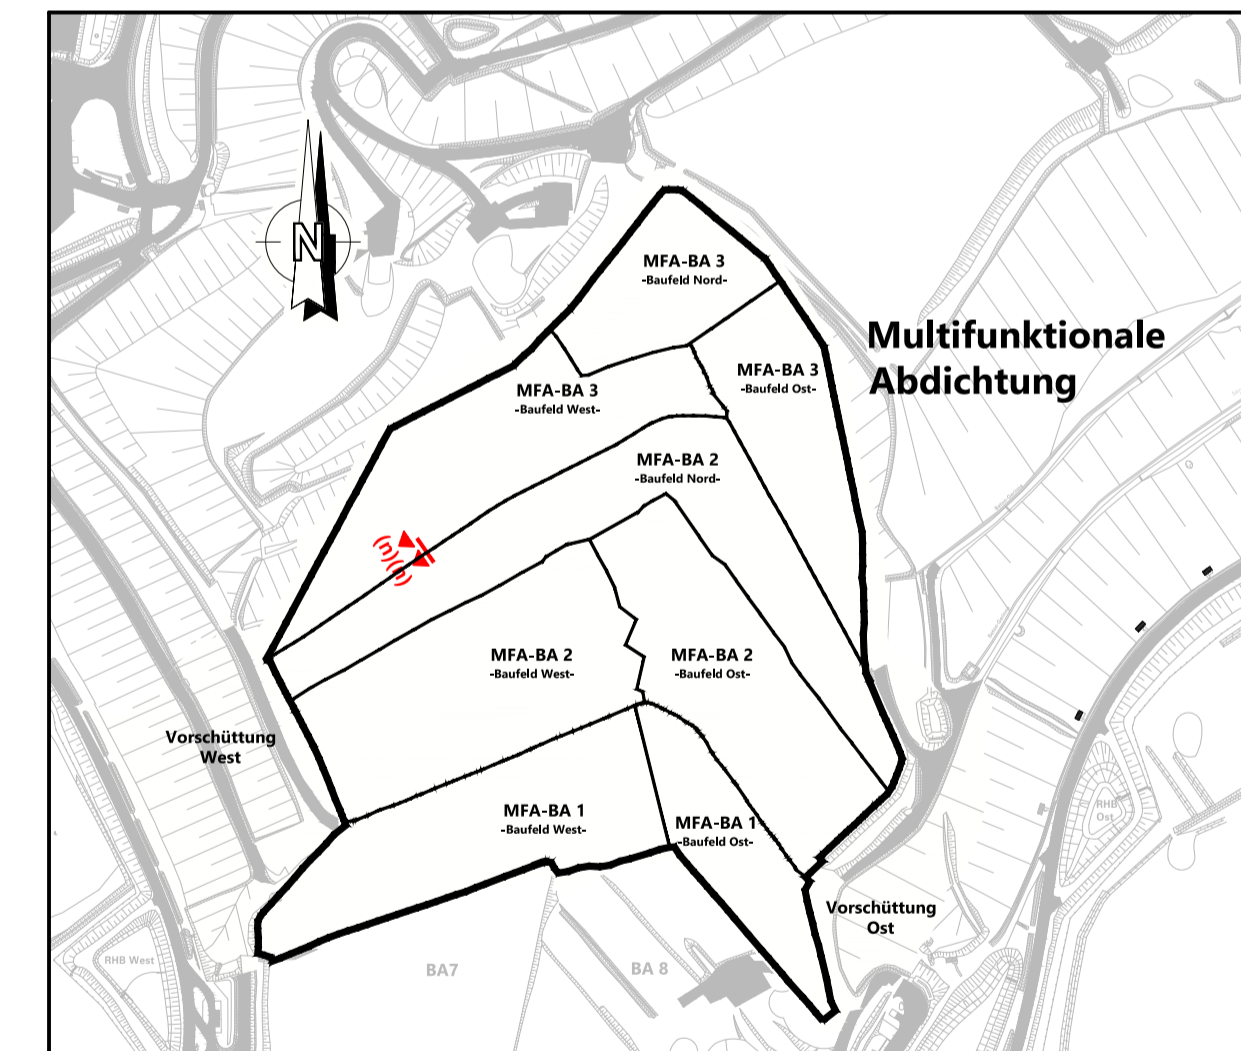 N
MFA-BA 3
-Baufeld Nord-
Multifunktionale
Abdichtung
MFA-BA 3
-Baufeld Ost-
MFA-BA 3
-Baufeld West-
MFA-BA 2
-Baufeld Nord-
(n)(n)
MFA-BA 2
-Baufeld West-
MFA-BA 2
-Baufeld Ost-
Vorschüttung
West
MFA-BA 1
-Baufeld West-
MFA-BA 1
-Baufeld Ost-
RHB
Ost
Vorschüttung
Ost
RHB West
BA7
BA 8